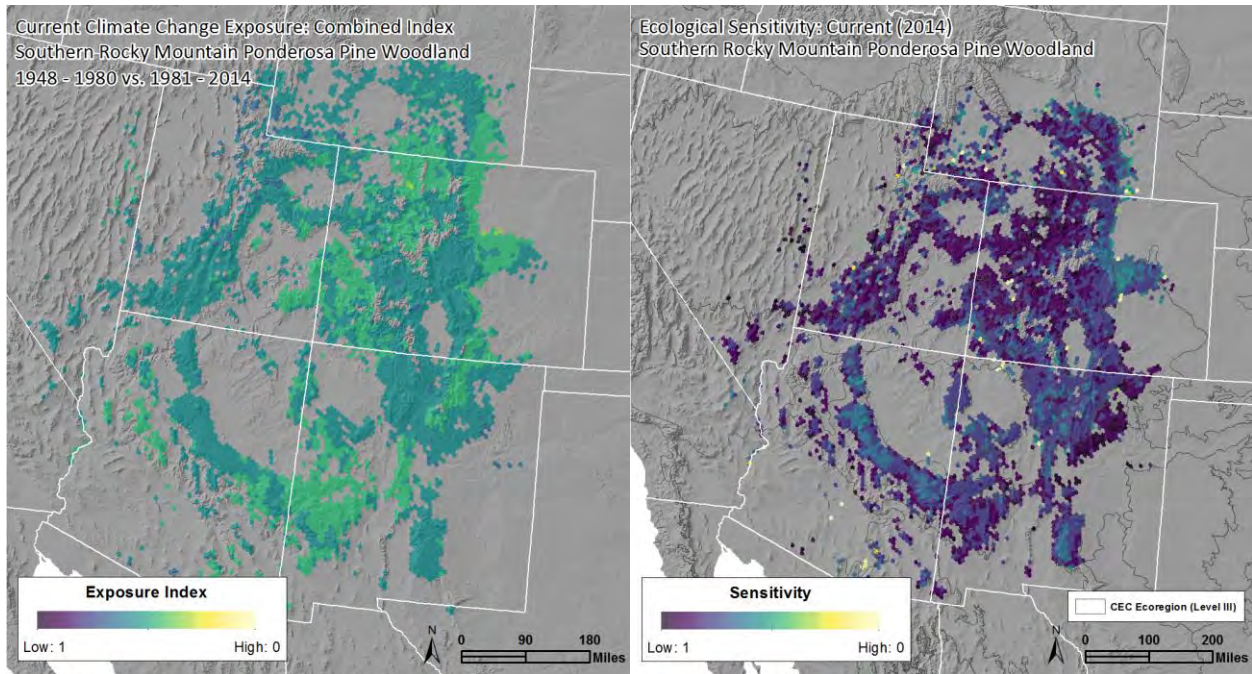 Current Climate Change Exposure: Combined Index
Southern Rocky Mountain Ponderosa Pine Woodland
1948 - 1980 vs. 1981 - 2014
Exposure Index
Low: 1
High: 0
N
0
90
180
Miles
Ecological Sensitivity: Current (2014)
Southern Rocky Mountain Ponderosa Pine Woodland
Sensitivity
Low: 1
High: 0
CEC Ecoregion (Level III)
N
0
100
200
Miles